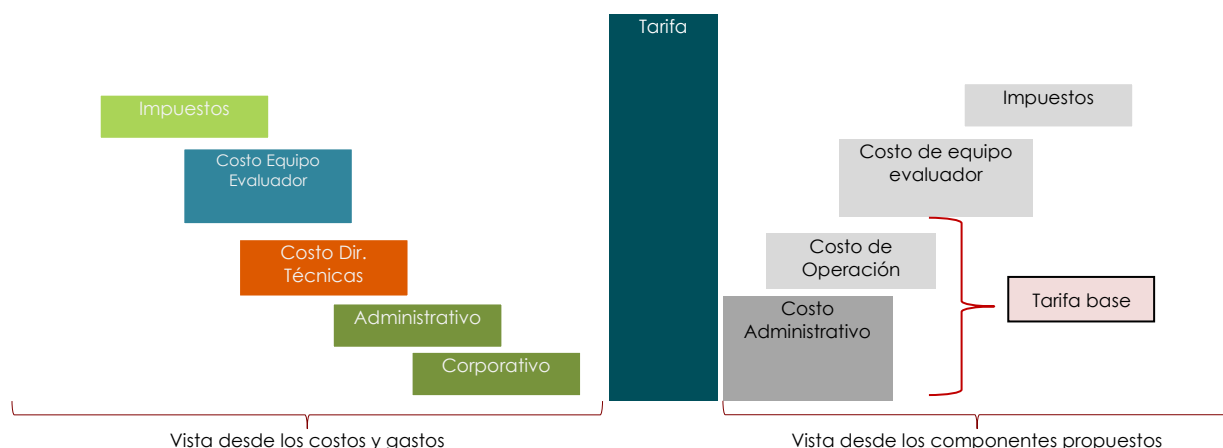 Tarifa
Impuestos
Costo Equipo
Evaluador
Costo Dir.
Técnicas
Administrativo
Corporativo
Vista desde los costos y gastos
Impuestos
Costo de equipo
evaluador
Costo de
Operación
Costo
Administrativo
Tarifa base
Vista desde los componentes propuestos